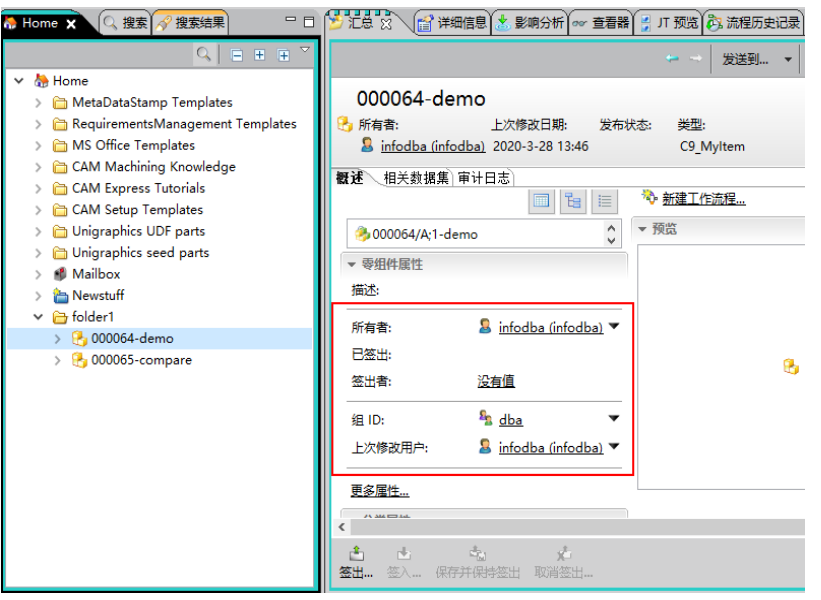 Home
搜索
搜索结果
Home
MetaDataStamp Templates
RequirementsManagement Templates
MS Office Templates
CAM Machining Knowledge
CAM Express Tutorials
CAM Setup Templates
Unigraphics UDF parts
Unigraphics seed parts
Mailbox
Newstuff
folder1
000064-demo
000065-compare
汇总
详细信息
影响分析
查看器
JT 预览
流程历史记录
发送到...
000064-demo
所有者: 上次修改日期: 发布状态: 类型:
infodba (infodba) 2020-3-28 13:46 C9_MyItem
概述 相关数据集 审计日志
新建工作流程...
000064/A;1-demo
预览
零组件属性
描述:
所有者: infodba (infodba)
已签出:
签出者: 没有值
组 ID: dba
上次修改用户: infodba (infodba)
更多属性...
签出... 签入... 保存并保持签出 取消签出...